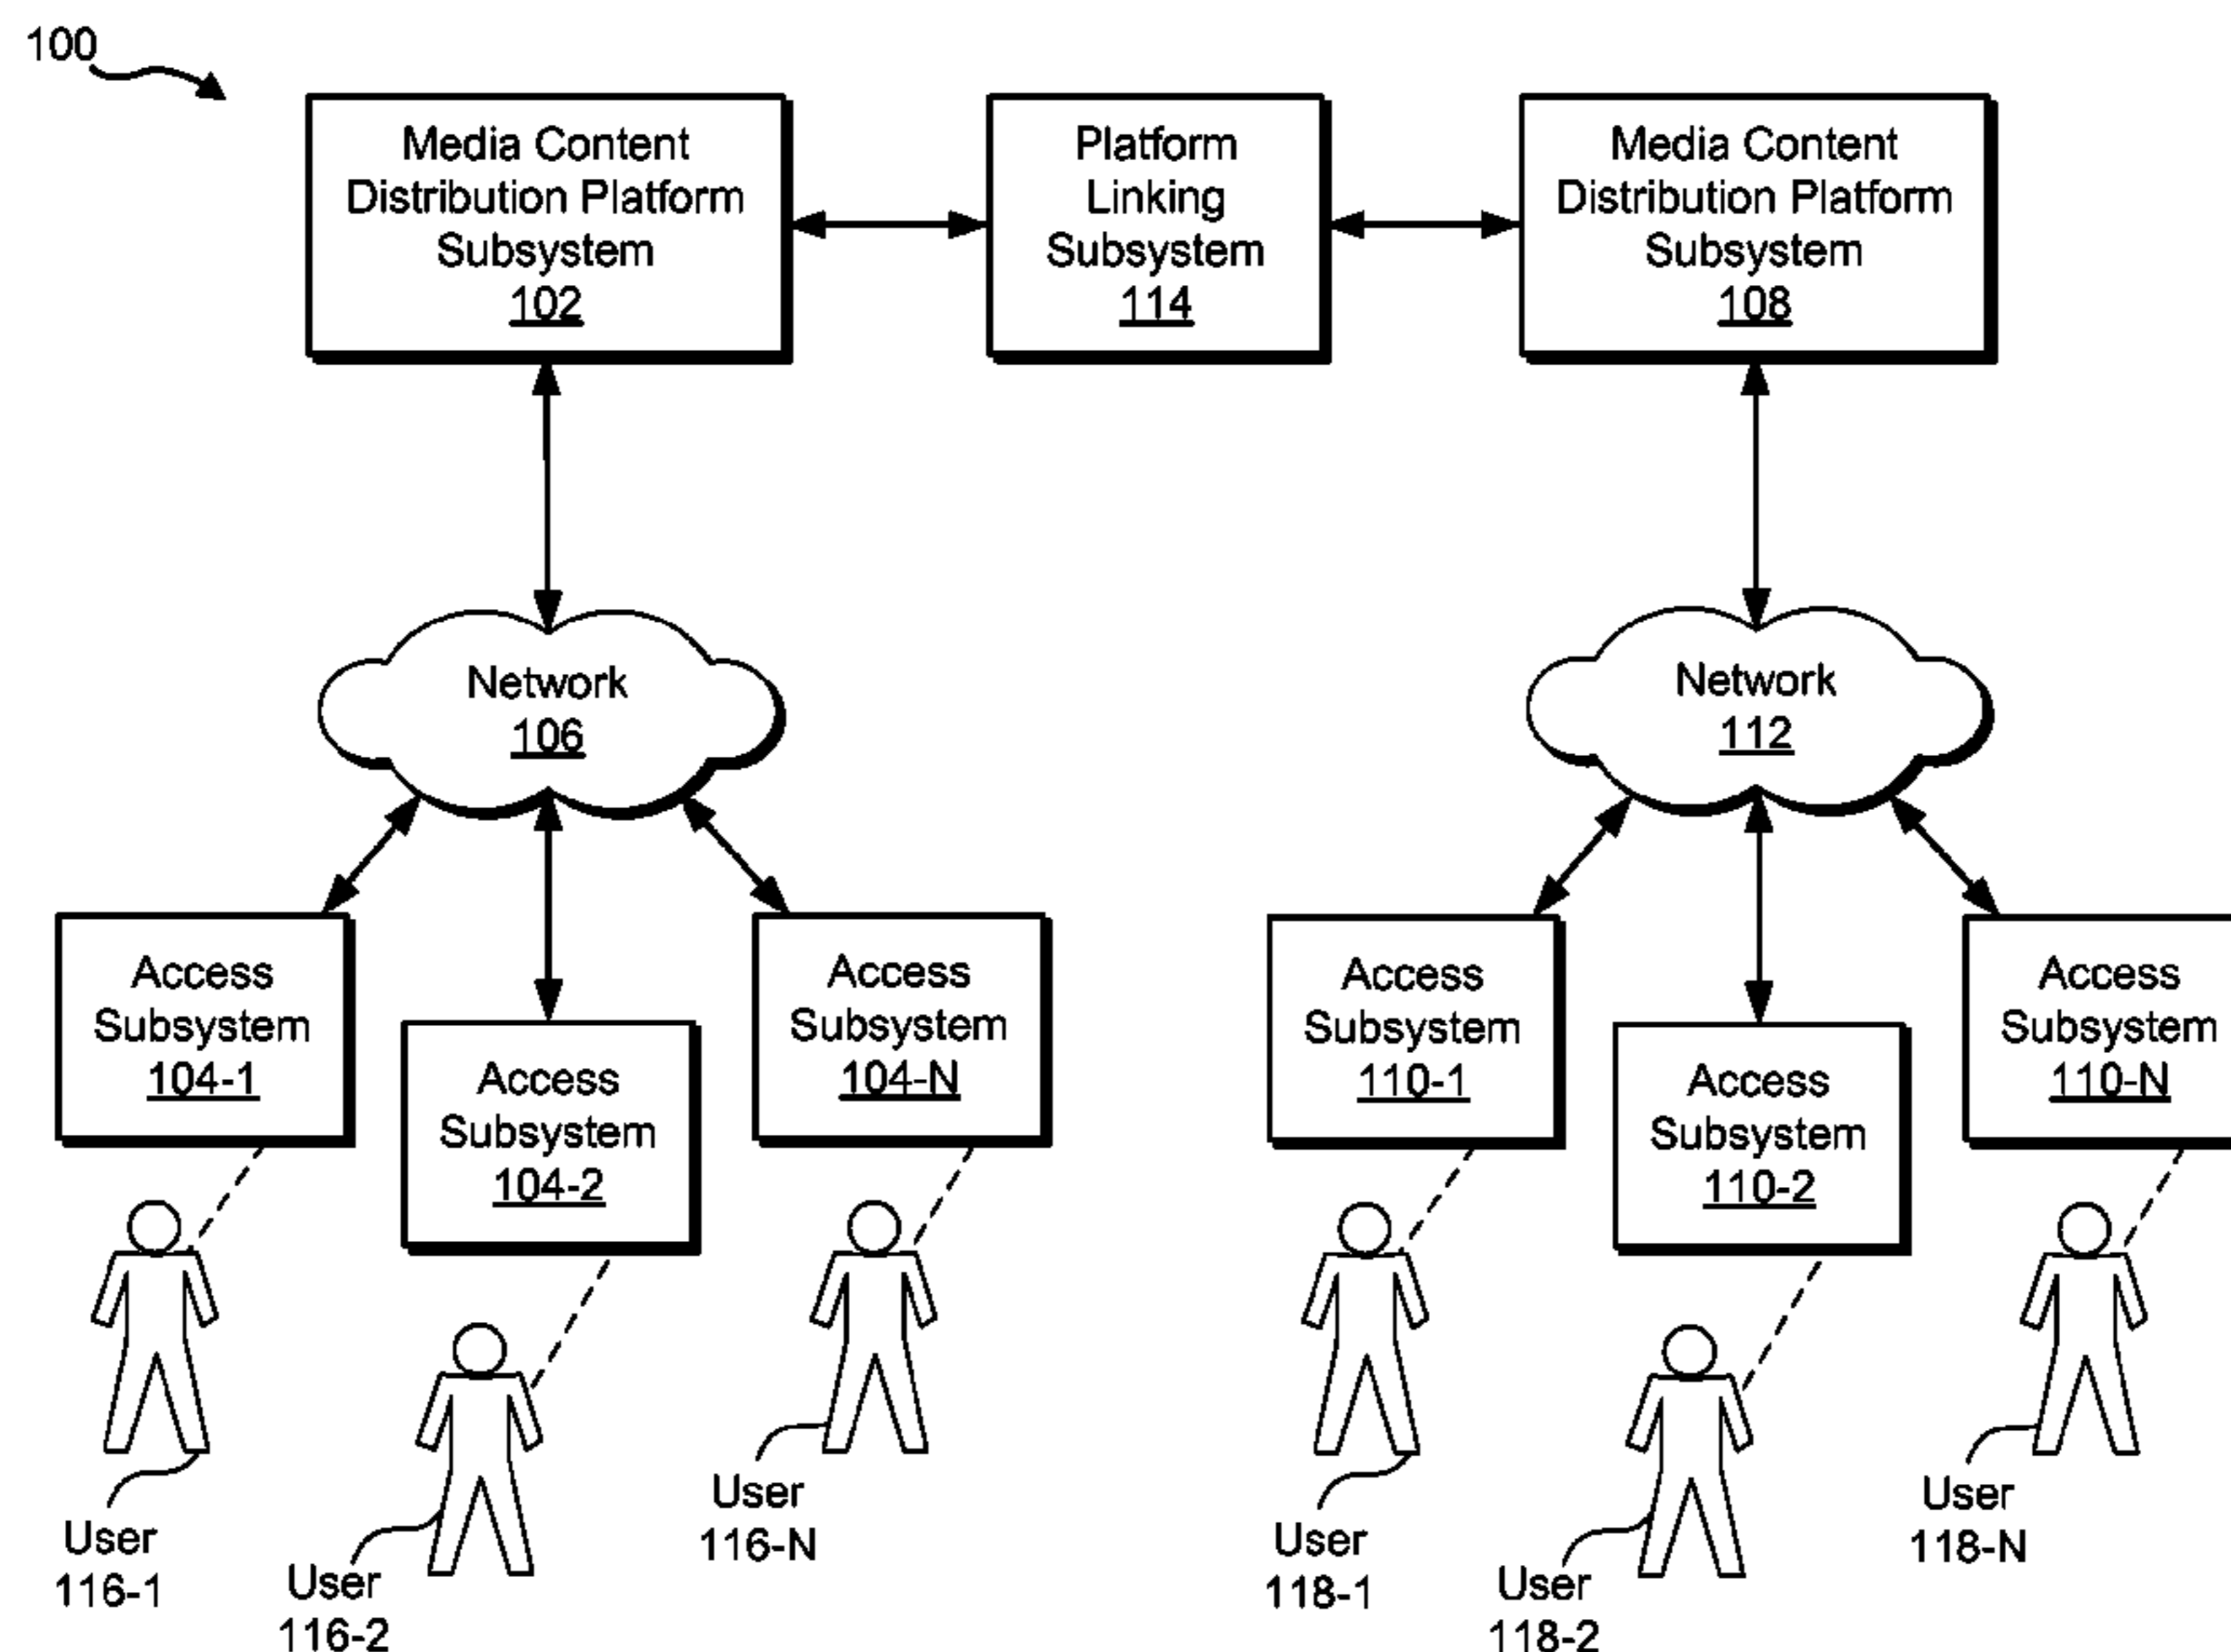 100
Media Content
Distribution Platform
Subsystem
102
Platform
Linking
Subsystem
114
Media Content
Distribution Platform
Subsystem
108
Network
106
Network
112
Access
Subsystem
104-1
Access
Subsystem
104-2
Access
Subsystem
104-N
Access
Subsystem
110-1
Access
Subsystem
110-2
Access
Subsystem
110-N
User
116-1
User
116-2
User
116-N
User
118-1
User
118-2
User
118-N